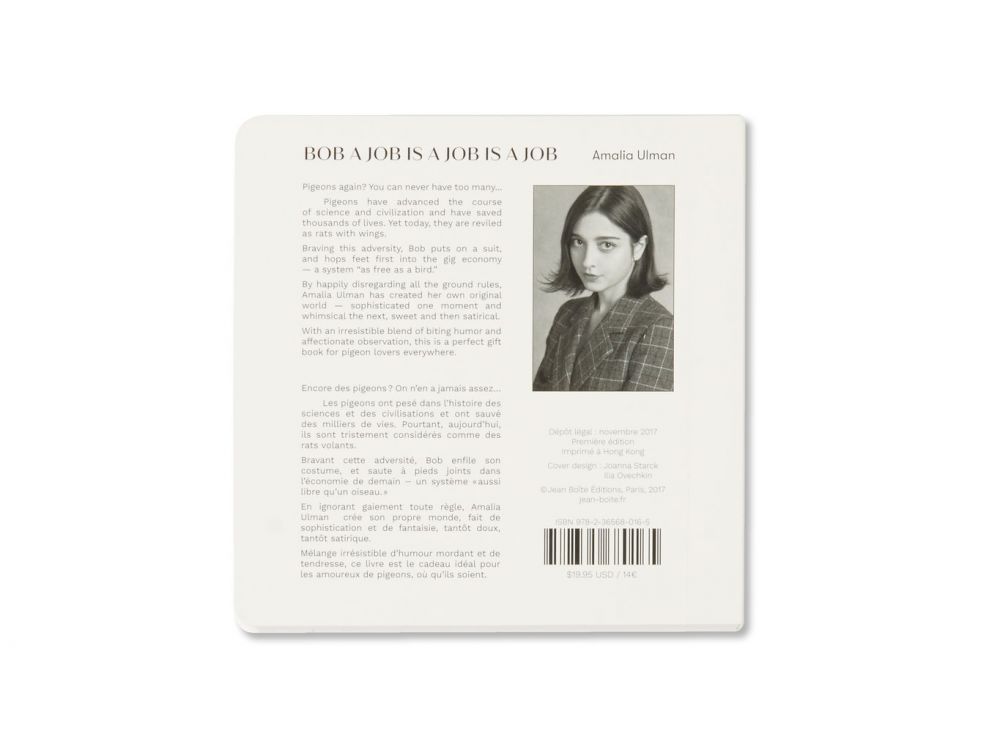 BOB A JOB IS A JOB IS A JOB
Amalia Ulman
Pigeons again? You can never have too many...
Pigeons have advanced the course
of science and civilization and have saved
thousands of lives. Yet today, they are reviled
as rats with wings.
Braving this adversity, Bob puts on a suit,
and hops feet first into the gig economy
— a system “as free as a bird.”
By happily disregarding all the ground rules,
Amalia Ulman has created her own original
world — sophisticated one moment and
whimsical the next, sweet and then satirical.
With an irresistible blend of biting humor and
affectionate observation, this is a perfect gift
book for pigeon lovers everywhere.
Encore des pigeons ? On n’en a jamais assez...
Les pigeons ont pesé dans l’histoire des
sciences et des civilisations et ont sauvé
des milliers de vies. Pourtant, aujourd’hui,
ils sont tristement considérés comme des
rats volants.
Bravant cette adversité, Bob enfile son
costume, et saute à pieds joints dans
l’économie de demain — un système « aussi
libre qu’un oiseau. »
En ignorant gaiement toute règle, Amalia
Ulman crée son propre monde, fait de
sophistication et de fantaisie, tantôt doux,
tantôt satirique.
Mélange irrésistible d’humour mordant et de
tendresse, ce livre est le cadeau idéal pour
les amoureux de pigeons, où qu’ils soient.
Dépôt légal : novembre 2017
Première édition
Imprimé à Hong Kong
Cover design : Joanna Starck
Ilia Ovechkin
©Jean Boîte Éditions, Paris, 2017
jean-boite.fr
ISBN 978-2-36568-016-5
$19.95 USD / 14€